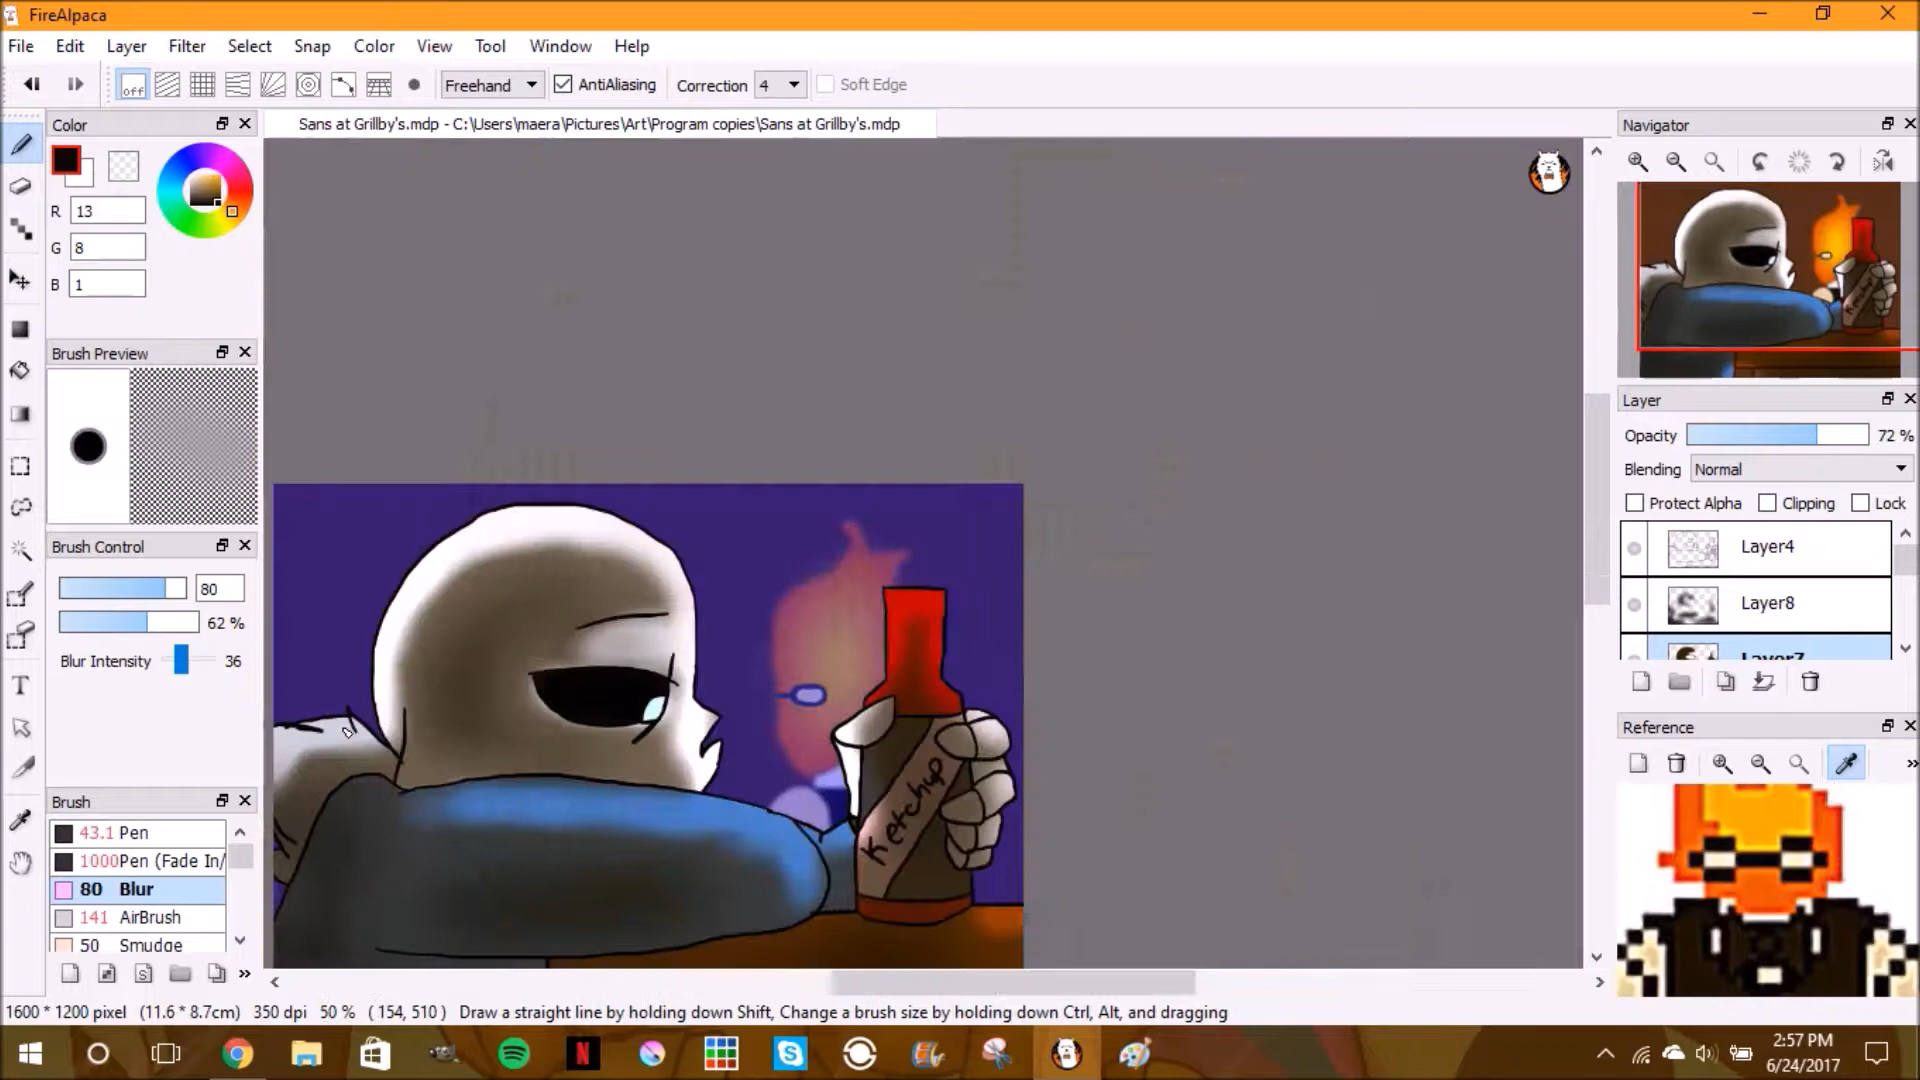 FireAlpaca
File Edit Layer Filter Select Snap Color View Tool Window Help
off Freehand AntiAliasing Correction 4 Soft Edge
Color
Sans at Grillby's.mdp - C:\Users\maera\Pictures\Art\Program copies\Sans at Grillby's.mdp
Navigator
R 13
G 8
B 1
Brush Preview
Layer
Opacity 72 %
Blending Normal
Protect Alpha Clipping Lock
Layer4
Layer8
Layer7
Brush Control
80
62 %
Blur Intensity 36
Reference
Ketchup
Brush
43.1 Pen
1000 Pen (Fade In/
80 Blur
141 AirBrush
50 Smudge
1600 * 1200 pixel (11.6 * 8.7cm) 350 dpi 50 % ( 154, 510 ) Draw a straight line by holding down Shift, Change a brush size by holding down Ctrl, Alt, and dragging
2:57 PM
6/24/2017